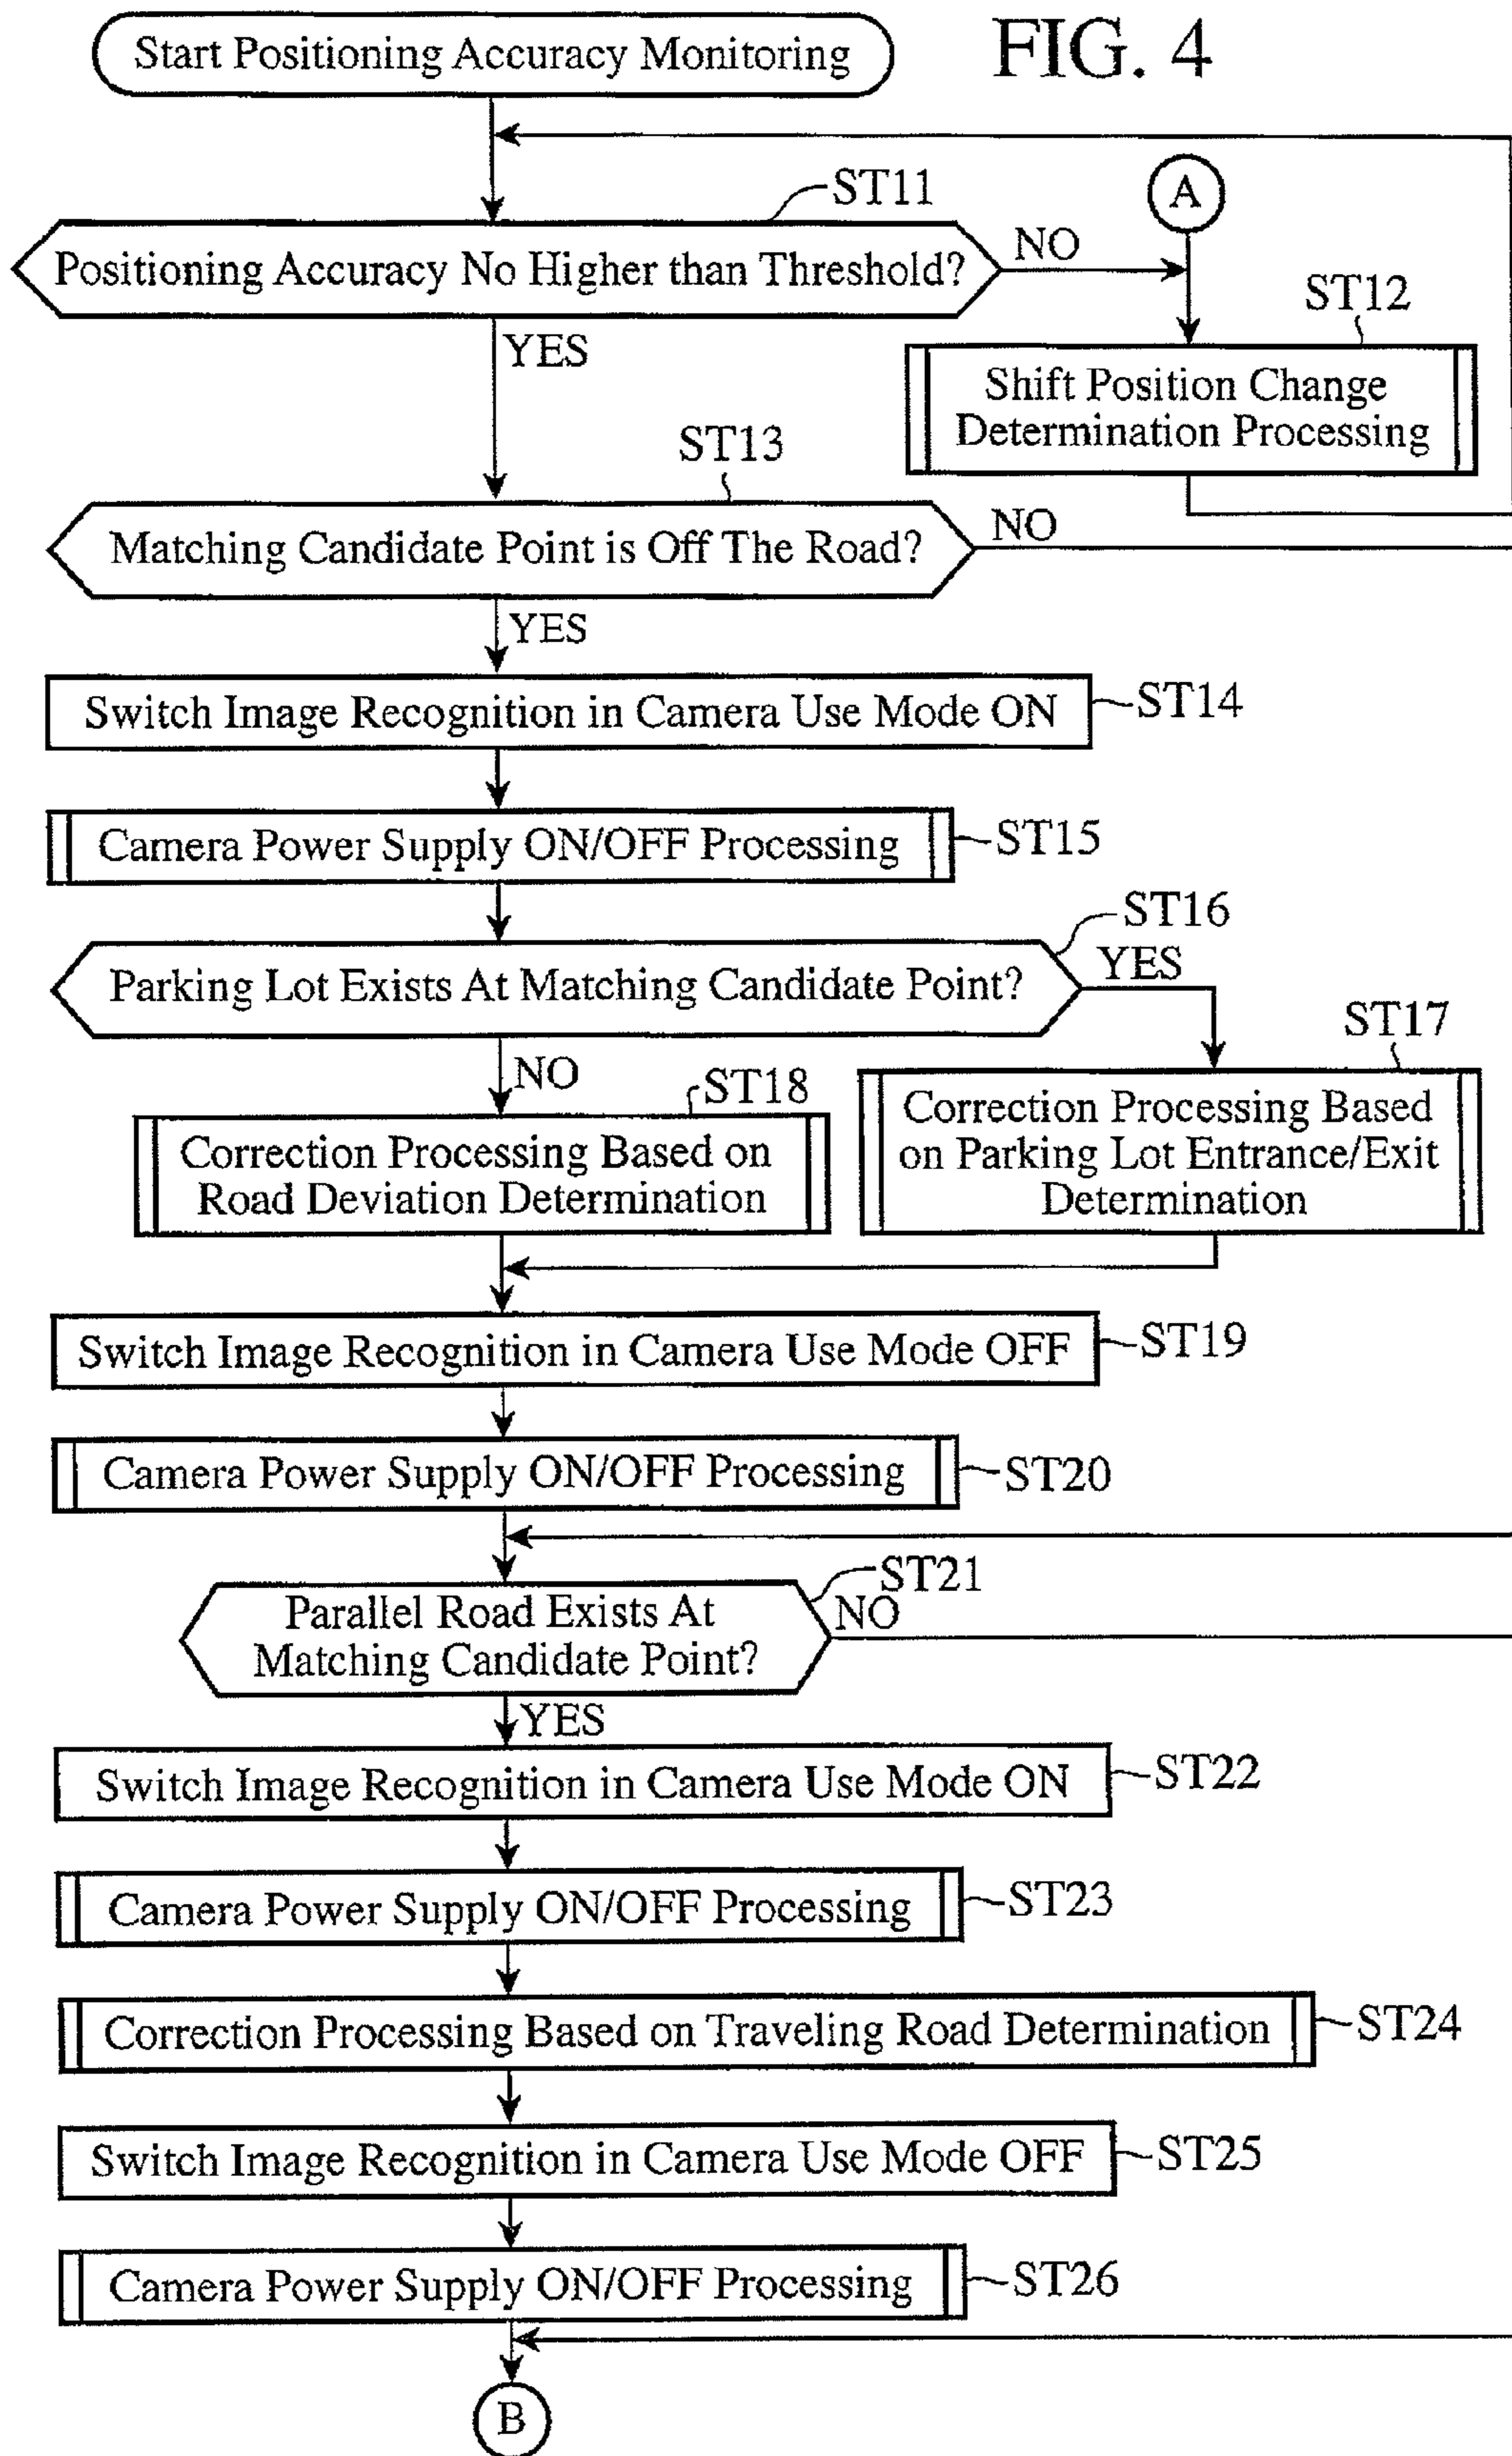 FIG. 4
Start Positioning Accuracy Monitoring
A
ST11
Positioning Accuracy No Higher than Threshold?
NO
YES
ST12
Shift Position Change
Determination Processing
ST13
Matching Candidate Point is Off The Road?
NO
YES
Switch Image Recognition in Camera Use Mode ON
ST14
Camera Power Supply ON/OFF Processing
ST15
ST16
Parking Lot Exists At Matching Candidate Point?
YES
NO
ST17
Correction Processing Based
on Parking Lot Entrance/Exit
Determination
ST18
Correction Processing Based on
Road Deviation Determination
Switch Image Recognition in Camera Use Mode OFF
ST19
Camera Power Supply ON/OFF Processing
ST20
ST21
Parallel Road Exists At
Matching Candidate Point?
NO
YES
Switch Image Recognition in Camera Use Mode ON
ST22
Camera Power Supply ON/OFF Processing
ST23
Correction Processing Based on Traveling Road Determination
ST24
Switch Image Recognition in Camera Use Mode OFF
ST25
Camera Power Supply ON/OFF Processing
ST26
B